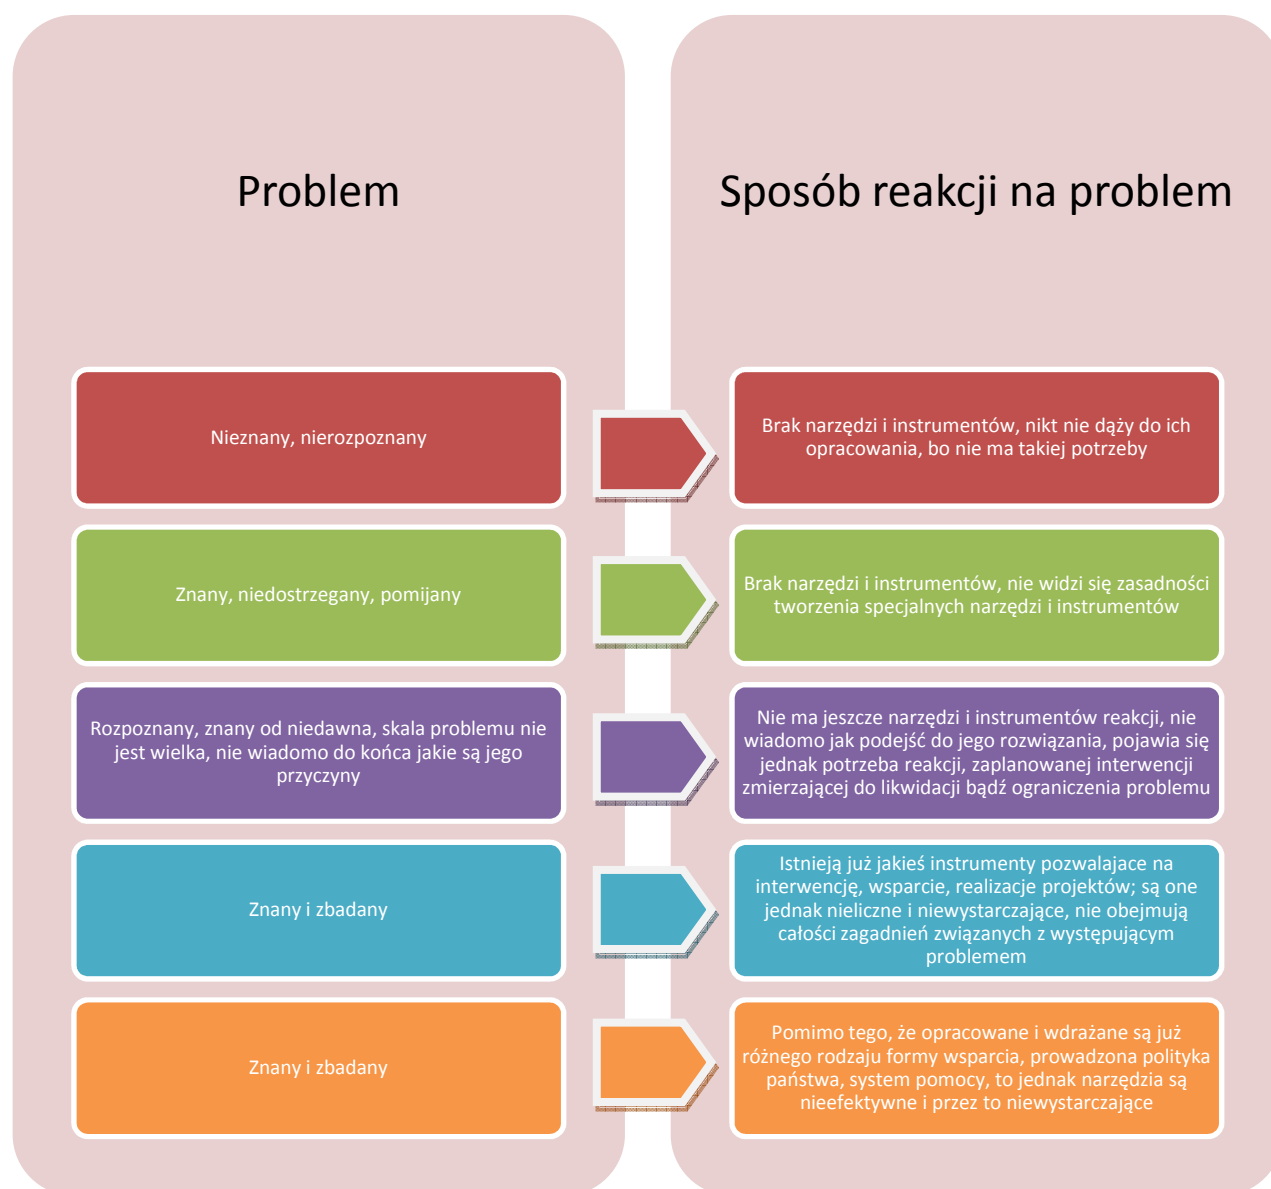 Problem
Sposób reakcji na problem
Nieznany, nierozpoznany
Brak narzędzi i instrumentów, nikt nie dąży do ich
opracowania, bo nie ma takiej potrzeby
Znany, niedostrzegany, pomijany
Brak narzędzi i instrumentów, nie widzi się zasadności
tworzenia specjalnych narzędzi i instrumentów
Rozpoznany, znany od niedawna, skala problemu nie
jest wielka, nie wiadomo do końca jakie są jego
przyczyny
Nie ma jeszcze narzędzi i instrumentów reakcji, nie
wiadomo jak podejść do jego rozwiązania, pojawia się
jednak potrzeba reakcji, zaplanowanej interwencji
zmierzającej do likwidacji bądź ograniczenia problemu
Znany i zbadany
Istnieją już jakieś instrumenty pozwalajace na
interwencję, wsparcie, realizacje projektów; są one
jednak nieliczne i niewystarczające, nie obejmują
całości zagadnień związanych z występującym
problemem
Znany i zbadany
Pomimo tego, że opracowane i wdrażane są już
różnego rodzaju formy wsparcia, prowadzona polityka
państwa, system pomocy, to jednak narzędzia są
nieefektywne i przez to niewystarczające